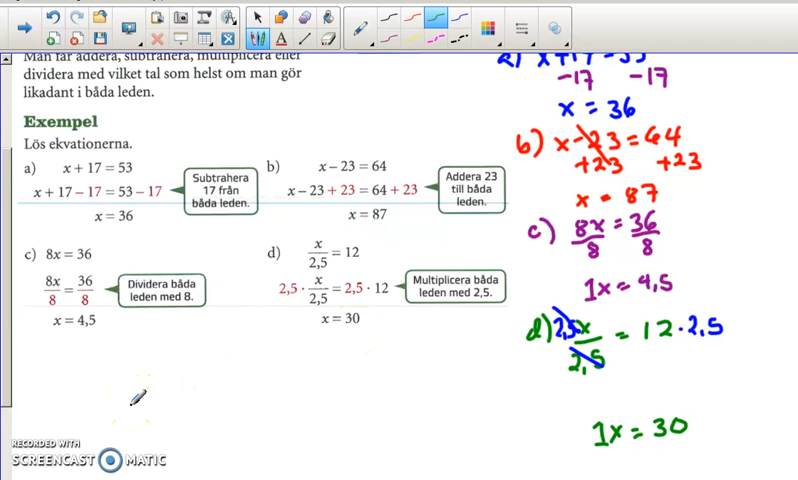 Man får addera, subtrahera, multiplicera eller
dividera med vilket tal som helst om man gör
likadant i båda leden.
Exempel
Lös ekvationerna.
a) x + 17 = 53
x + 17 − 17 = 53 − 17
Subtrahera
17 från
båda leden.
x = 36
b) x − 23 = 64
x − 23 + 23 = 64 + 23
Addera 23
till båda
leden.
x = 87
c) 8x = 36
8x/8 = 36/8
Dividera båda
leden med 8.
x = 4,5
d) x/2,5 = 12
2,5 · x/2,5 = 2,5 · 12
Multiplicera båda
leden med 2,5.
x = 30
−17 −17
x = 36
b) x − 23 = 64
+23 +23
x = 87
c) 8x/8 = 36/8
1x = 4,5
d) 2,5x/2,5 = 12 · 2,5
1x = 30
RECORDED WITH
SCREENCAST MATIC